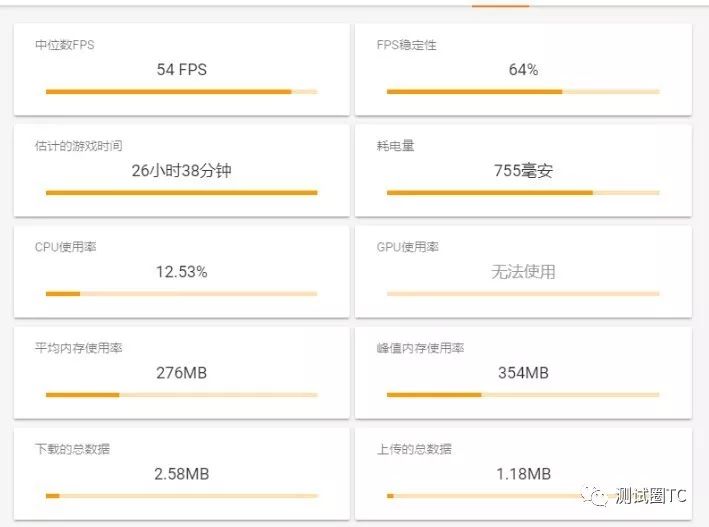 中位数FPS
54 FPS
FPS稳定性
64%
估计的游戏时间
26小时38分钟
耗电量
755毫安
CPU使用率
12.53%
GPU使用率
无法使用
平均内存使用率
276MB
峰值内存使用率
354MB
下载的总数据
2.58MB
上传的总数据
1.18MB
测试圈TC